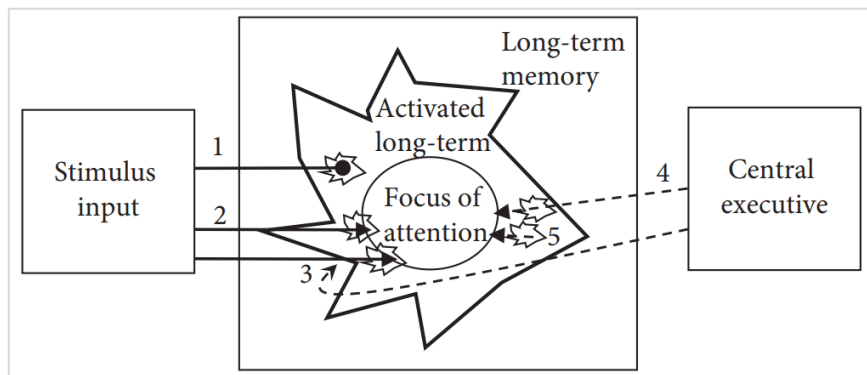 Long-term
memory
Activated
long-term
Stimulus
input
1
2
3
Focus of
attention
4
5
Central
executive